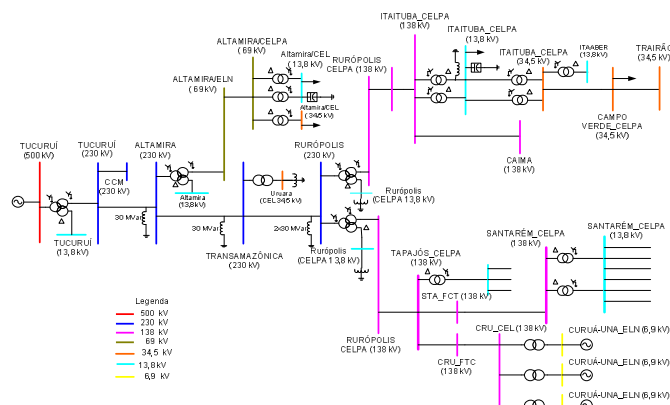 ITAITUBA_CELPA
(138 kV)
ITAITUBA_CELPA
(13,8 kV)
ALTAMIRA/CELPA
(69 kV)
ALTAMIRA/CEL
(13,8 kV)
RURÓPOLIS
CELPA (138 kV)
ITAITUBA_CELPA
(34,5 kV)
ITAABER
(13,8kV)
TRAIRÃO
(34,5 kV)
ALTAMIRA/ELN
(69 kV)
Altamira/CEL
(34,5 kV)
CAMPO
VERDE_CELPA
(34,5 kV)
TUCURUÍ
(500 kV)
TUCURUÍ
(230 kV)
ALTAMIRA
(230 kV)
RURÓPOLIS
(230 kV)
CAIMA
(138 kV)
CCM
(230 kV)
Altamira
(13,8kV)
Uruara
(CEL34,5 kV)
Rurópolis
(CELPA 13,8 kV)
30 MVar
30 MVar
2x30 MVar
TUCURUÍ
(13,8 kV)
TRANSAMAZÔNICA
(230 kV)
Rurópolis
(CELPA 13,8 kV)
TAPAJÓS_CELPA
(138 kV)
SANTARÉM_CELPA
(138 kV)
SANTARÉM_CELPA
(13,8 kV)
STA_FCT (138 kV)
Legenda
500 kV
230 kV
138 kV
69 kV
34,5 kV
13,8 kV
6,9 kV
RURÓPOLIS
CELPA (138 kV)
CRU_CEL (138 kV)
CURUÁ-UNA_ELN (6,9 kV)
CRU_FTC
(138 kV)
CURUÁ-UNA_ELN (6,9 kV)
CURUÁ-UNA_ELN (6,9 kV)